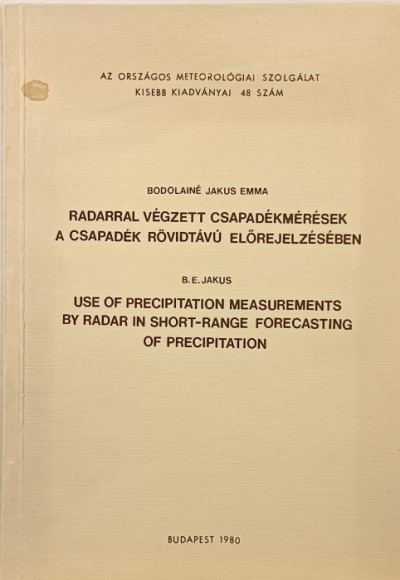 AZ ORSZÁGOS METEOROLÓGIAI SZOLGÁLAT
KISEBB KIADVÁNYAI 48 SZÁM
BODOLAINÉ JAKUS EMMA
RADARRAL VÉGZETT CSAPADÉKMÉRÉSEK
A CSAPADÉK RÖVIDTÁVÚ ELŐREJELZÉSÉBEN
B.E.JAKUS
USE OF PRECIPITATION MEASUREMENTS
BY RADAR IN SHORT-RANGE FORECASTING
OF PRECIPITATION
BUDAPEST 1980